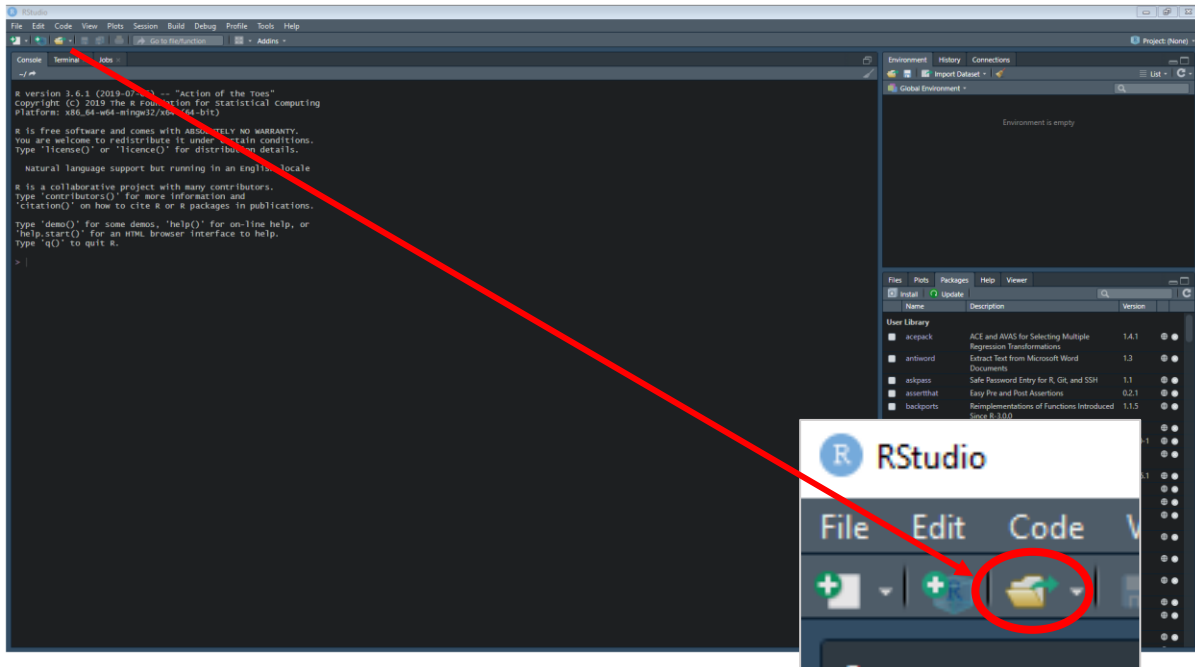 RStudio
File Edit Code View Plots Session Build Debug Profile Tools Help
Go to file/function Addins
Project: (None)
Console Terminal Jobs
~/
R version 3.6.1 (2019-07- -- "Action of the Toes"
Copyright (C) 2019 The R Foundation for Statistical Computing
Platform: x86_64-w64-mingw32/x64 (64-bit)
R is free software and comes with ABSOLUTELY NO WARRANTY.
You are welcome to redistribute it under certain conditions.
Type 'license()' or 'licence()' for distribution details.
Natural language support but running in an English locale
R is a collaborative project with many contributors.
Type 'contributors()' for more information and
'citation()' on how to cite R or R packages in publications.
Type 'demo()' for some demos, 'help()' for on-line help, or
'help.start()' for an HTML browser interface to help.
Type 'q()' to quit R.
>
Environment History Connections
Import Dataset List
Global Environment
Environment is empty
Files Plots Packages Help Viewer
Install Update
Name Description Version
User Library
acepack ACE and AVAS for Selecting Multiple 1.4.1
Regression Transformations
antiword Extract Text from Microsoft Word 1.3
Documents
askpass Safe Password Entry for R, Git, and SSH 1.1
assertthat Easy Pre and Post Assertions 0.2.1
backports Reimplementations of Functions Introduced 1.1.5
Since R-3.0.0
R RStudio
File Edit Code